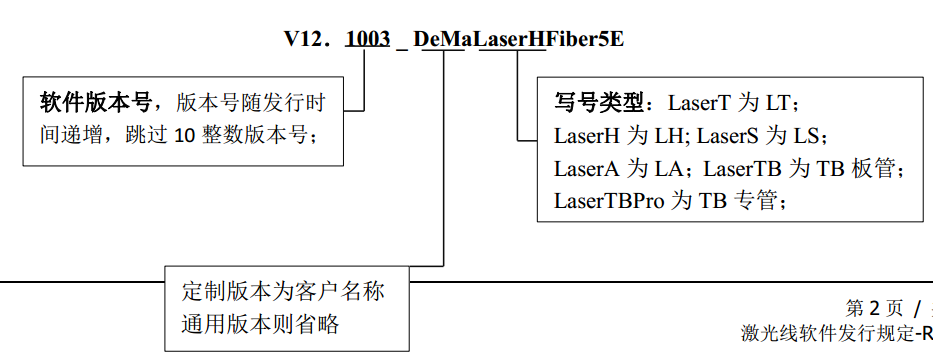 V12. 1003 _ DeMaLaserHFiber5E
软件版本号，版本号随发行时
间递增，跳过 10 整数版本号；
写号类型：LaserT 为 LT；
LaserH 为 LH; LaserS 为 LS；
LaserA 为 LA；LaserTB 为 TB 板管；
LaserTBPro 为 TB 专管；
定制版本为客户名称
通用版本则省略
第 2 页 /
激光线软件发行规定-R